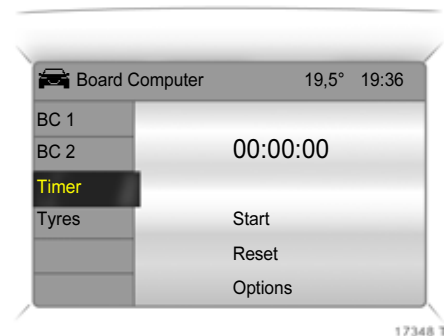 Board Computer 19,5° 19:36
BC 1
BC 2
00:00:00
Timer
Tyres
Start
Reset
Options
17348 T